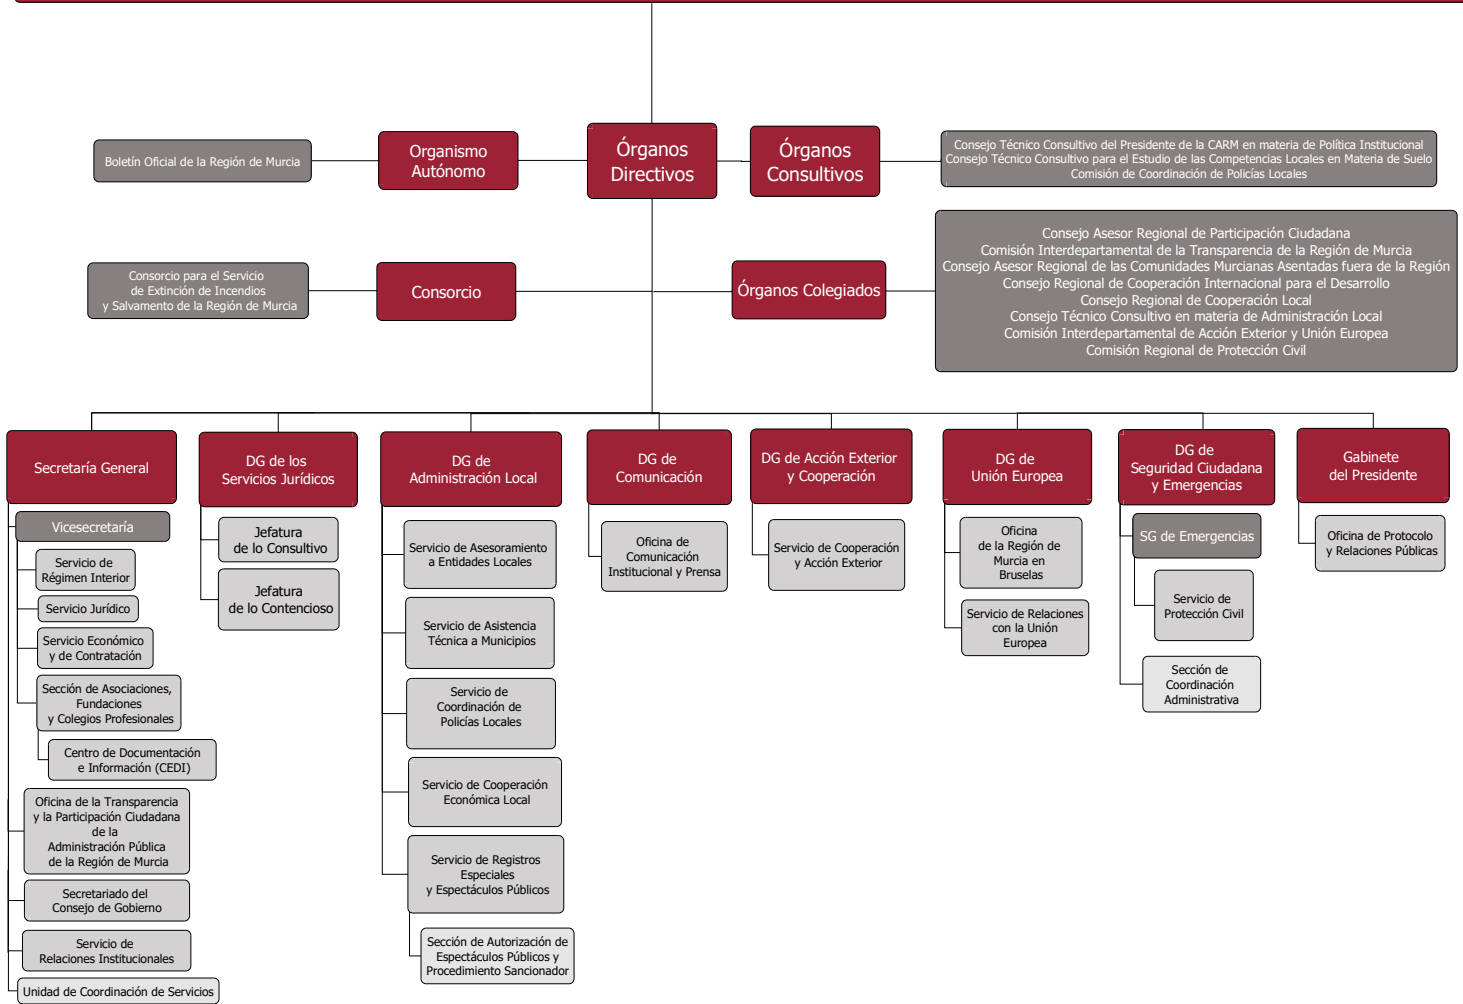 Boletín Oficial de la Región de Murcia
Organismo
Autónomo
Órganos
Directivos
Órganos
Consultivos
Consejo Técnico Consultivo del Presidente de la CARM en materia de Política Institucional
Consejo Técnico Consultivo para el Estudio de las Competencias Locales en Materia de Suelo
Comisión de Coordinación de Policías Locales
Consorcio para el Servicio
de Extinción de Incendios
y Salvamento de la Región de Murcia
Consorcio
Órganos Colegiados
Consejo Asesor Regional de Participación Ciudadana
Comisión Interdepartamental de la Transparencia de la Región de Murcia
Consejo Asesor Regional de las Comunidades Murcianas Asentadas fuera de la Región
Consejo Regional de Cooperación Internacional para el Desarrollo
Consejo Regional de Cooperación Local
Consejo Técnico Consultivo en materia de Administración Local
Comisión Interdepartamental de Acción Exterior y Unión Europea
Comisión Regional de Protección Civil
Secretaría General
Vicesecretaría
Servicio de
Régimen Interior
Servicio Jurídico
Servicio Económico
y de Contratación
Sección de Asociaciones,
Fundaciones
y Colegios Profesionales
Centro de Documentación
e Información (CEDI)
Oficina de la Transparencia
y la Participación Ciudadana
de la
Administración Pública
de la Región de Murcia
Secretariado del
Consejo de Gobierno
Servicio de
Relaciones Institucionales
Unidad de Coordinación de Servicios
DG de los
Servicios Jurídicos
Jefatura
de lo Consultivo
Jefatura
de lo Contencioso
DG de
Administración Local
Servicio de Asesoramiento
a Entidades Locales
Servicio de Asistencia
Técnica a Municipios
Servicio de
Coordinación de
Policías Locales
Servicio de Cooperación
Económica Local
Servicio de Registros
Especiales
y Espectáculos Públicos
Sección de Autorización de
Espectáculos Públicos y
Procedimiento Sancionador
DG de
Comunicación
Oficina de
Comunicación
Institucional y Prensa
DG de Acción Exterior
y Cooperación
Servicio de Cooperación
y Acción Exterior
DG de
Unión Europea
Oficina
de la Región de
Murcia en
Bruselas
Servicio de Relaciones
con la Unión
Europea
DG de
Seguridad Ciudadana
y Emergencias
SG de Emergencias
Servicio de
Protección Civil
Sección de
Coordinación
Administrativa
Gabinete
del Presidente
Oficina de Protocolo
y Relaciones Públicas